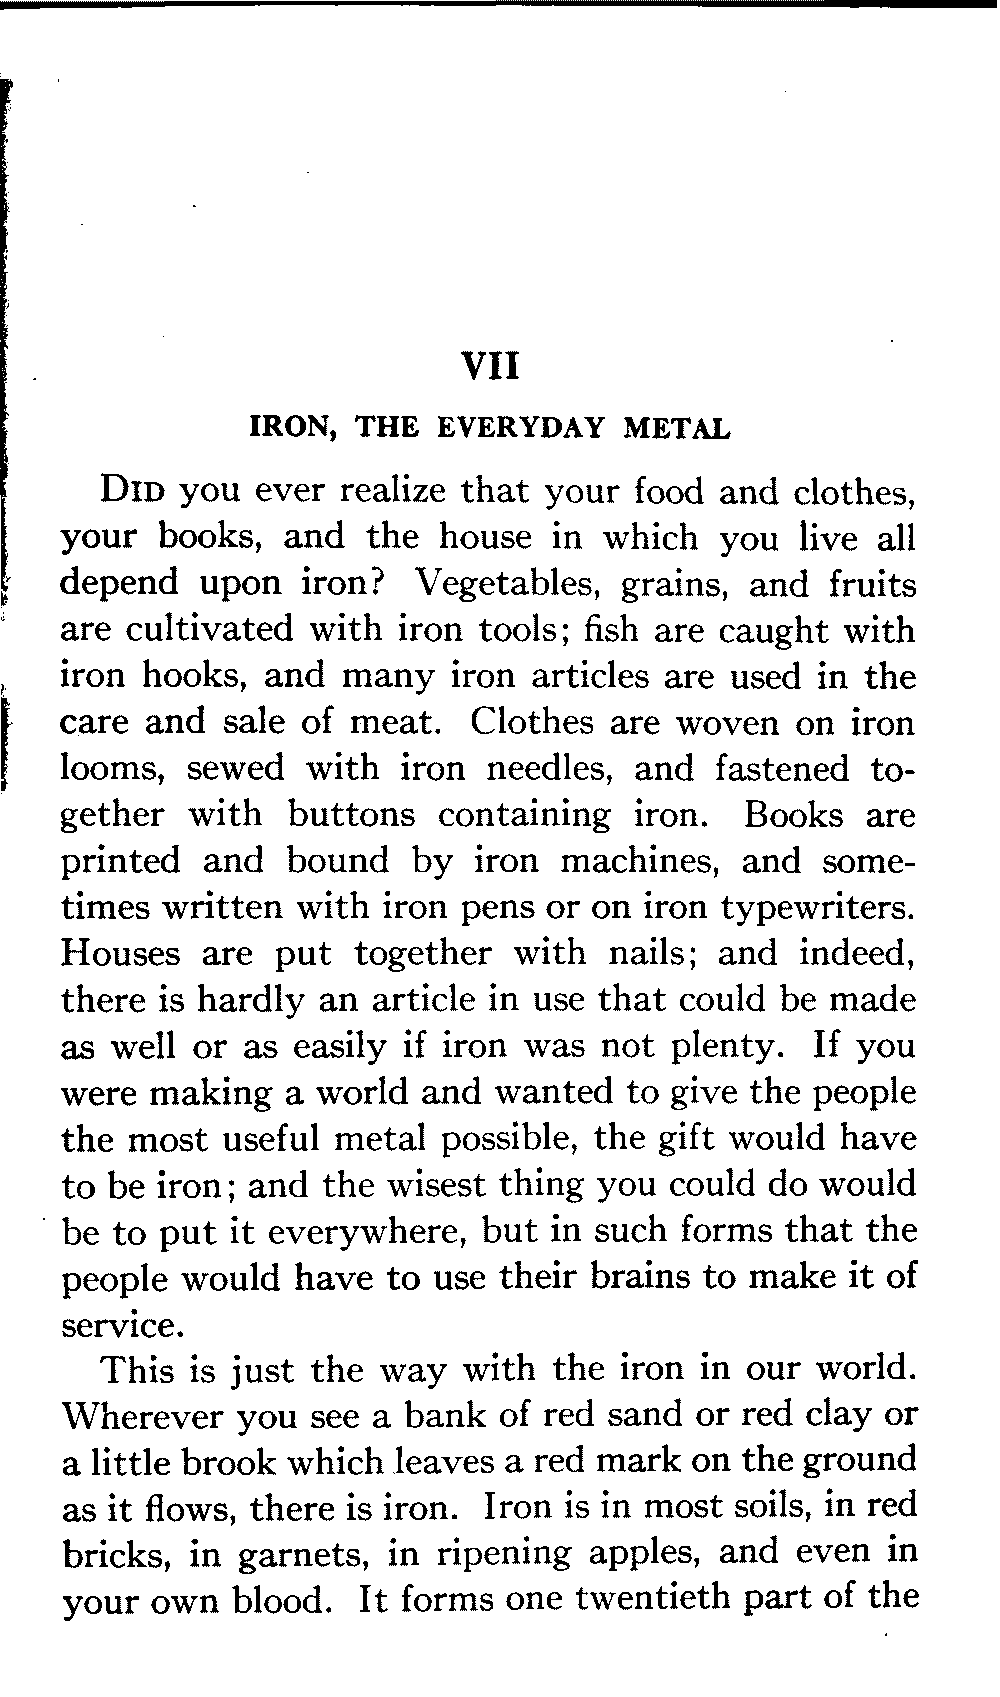 VII
IRON, THE EVERYDAY METAL
DID you ever realize that your food and clothes,
your books, and the house in which you live all
depend upon iron? Vegetables, grains, and fruits
are cultivated with iron tools; fish are caught with
iron hooks, and many iron articles are used in the
care and sale of meat. Clothes are woven on iron
looms, sewed with iron needles, and fastened to-
gether with buttons containing iron. Books are
printed and bound by iron machines, and some-
times written with iron pens or on iron typewriters.
Houses are put together with nails; and indeed,
there is hardly an article in use that could be made
as well or as easily if iron was not plenty. If you
were making a world and wanted to give the people
the most useful metal possible, the gift would have
to be iron; and the wisest thing you could do would
be to put it everywhere, but in such forms that the
people would have to use their brains to make it of
service.
This is just the way with the iron in our world.
Wherever you see a bank of red sand or red clay or
a little brook which leaves a red mark on the ground
as it flows, there is iron. Iron is in most soils, in red
bricks, in garnets, in ripening apples, and even in
your own blood. It forms one twentieth part of the